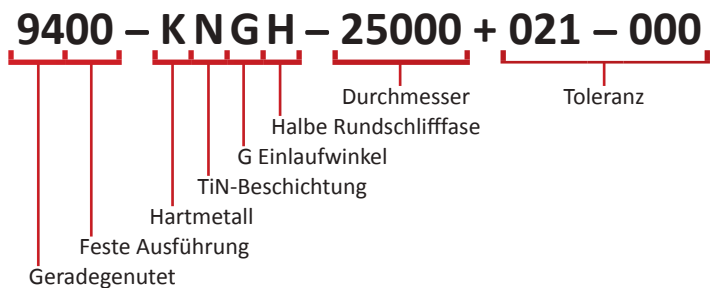 9400 – KNGH – 25000 + 021 – 000
Durchmesser
Toleranz
Halbe Rundschlifffase
G Einlaufwinkel
TiN-Beschichtung
Hartmetall
Feste Ausführung
Geradegenutet